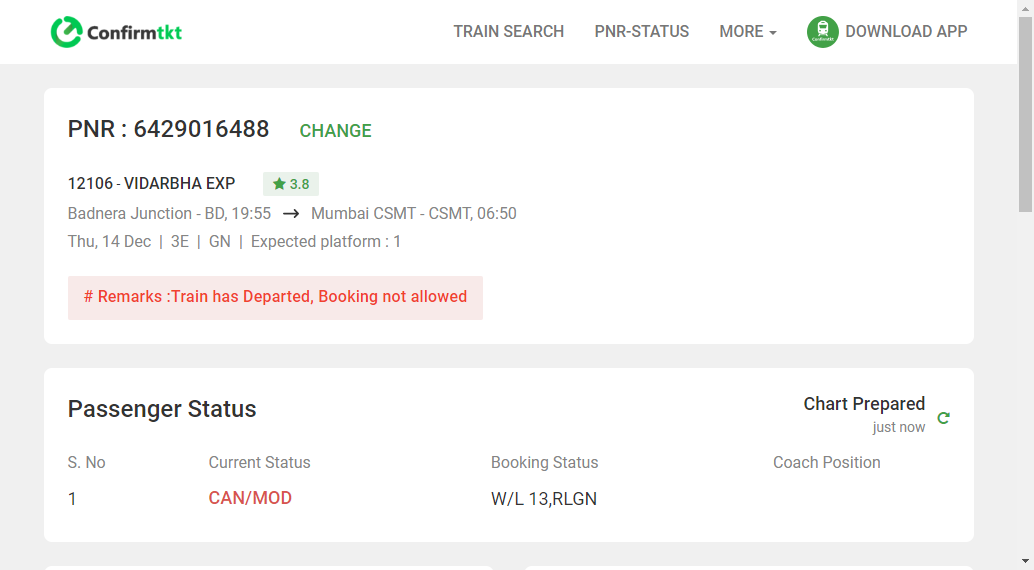 Confirmtkt TRAIN SEARCH PNR-STATUS MORE Confirmtkt DOWNLOAD APP
PNR : 6429016488 CHANGE
12106 - VIDARBHA EXP ★ 3.8
Badnera Junction - BD, 19:55 → Mumbai CSMT - CSMT, 06:50
Thu, 14 Dec | 3E | GN | Expected platform : 1
# Remarks :Train has Departed, Booking not allowed
Passenger Status Chart Prepared
just now
S. No Current Status Booking Status Coach Position
1 CAN/MOD W/L 13,RLGN